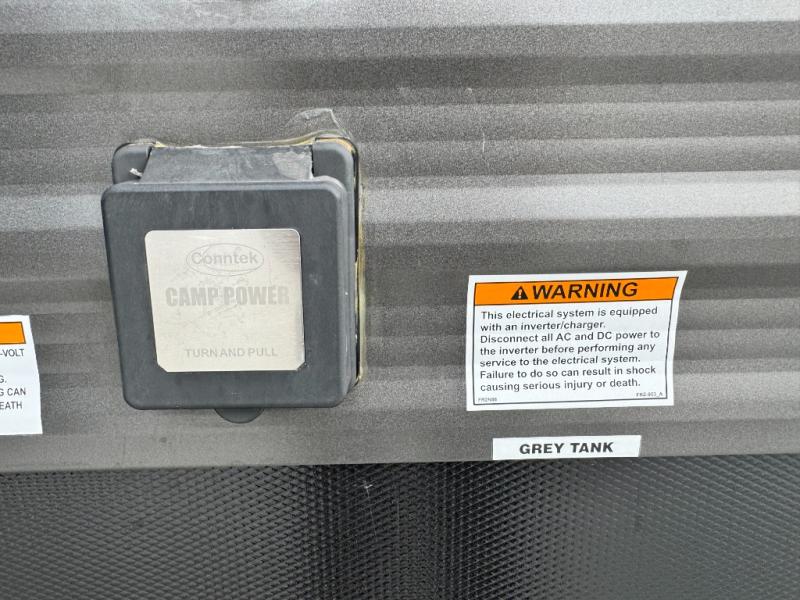 Conntek
CAMP POWER
TURN AND PULL
-VOLT
G.
G CAN
EATH
WARNING
This electrical system is equipped
with an inverter/charger.
Disconnect all AC and DC power to
the inverter before performing any
service to the electrical system.
Failure to do so can result in shock
causing serious injury or death.
GREY TANK